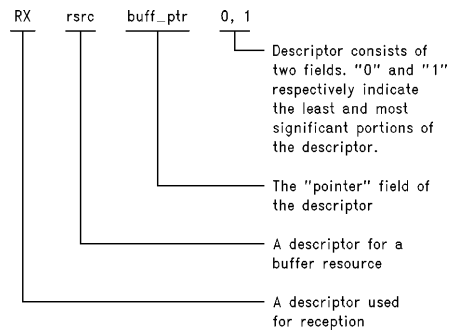 RX rsrc buff_ptr 0, 1
Descriptor consists of
two fields. "0" and "1"
respectively indicate
the least and most
significant portions of
the descriptor.
The "pointer" field of
the descriptor
A descriptor for a
buffer resource
A descriptor used
for reception